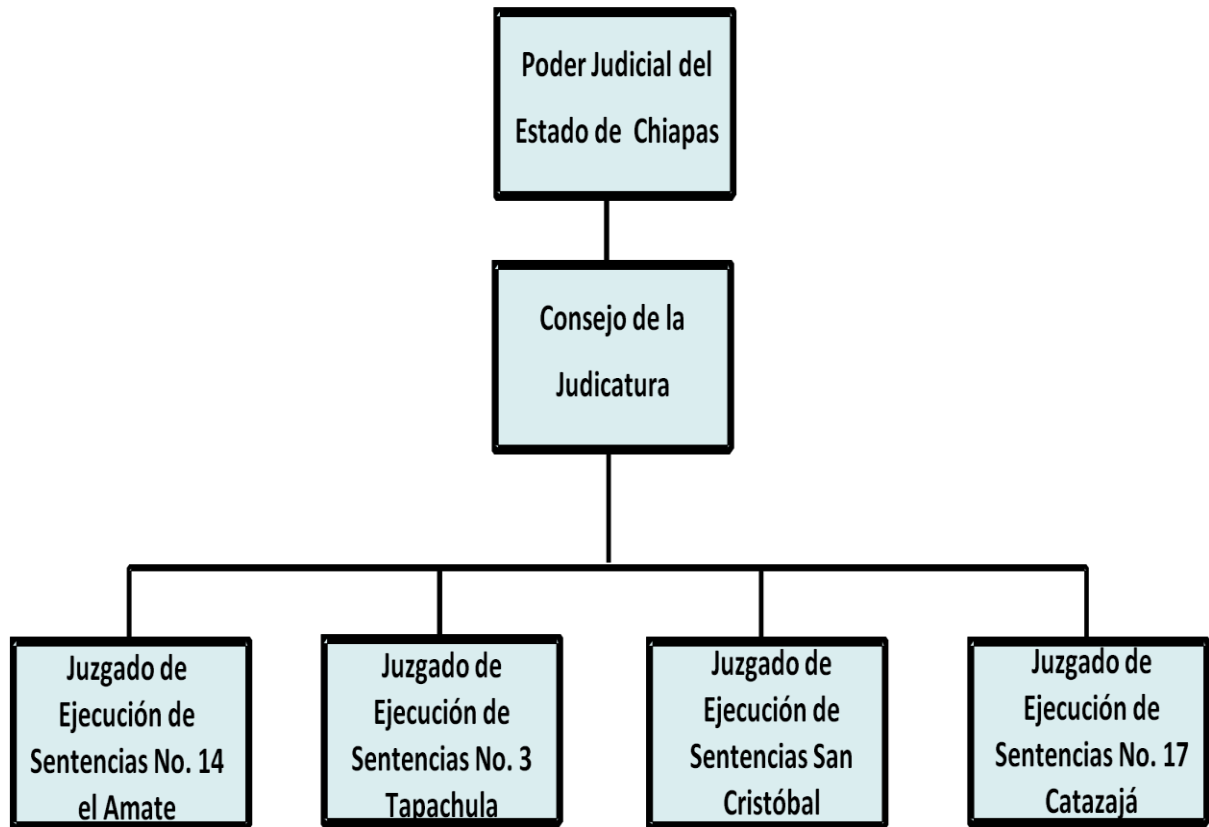 Poder Judicial del
Estado de Chiapas
Consejo de la
Judicatura
Juzgado de
Ejecución de
Sentencias No. 14
el Amate
Juzgado de
Ejecución de
Sentencias No. 3
Tapachula
Juzgado de
Ejecución de
Sentencias San
Cristóbal
Juzgado de
Ejecución de
Sentencias No. 17
Catazajá